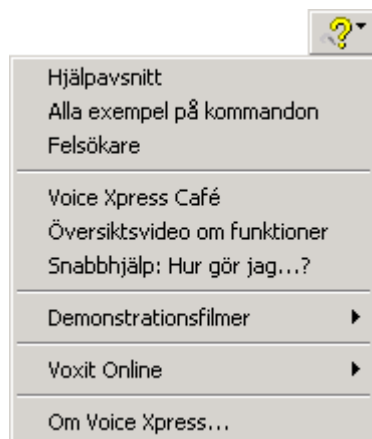 Hjälpavsnitt
Alla exempel på kommandon
Felsökare
Voice Xpress Café
Översiktsvideo om funktioner
Snabbhjälp: Hur gör jag...?
Demonstrationsfilmer
Voxit Online
Om Voice Xpress...